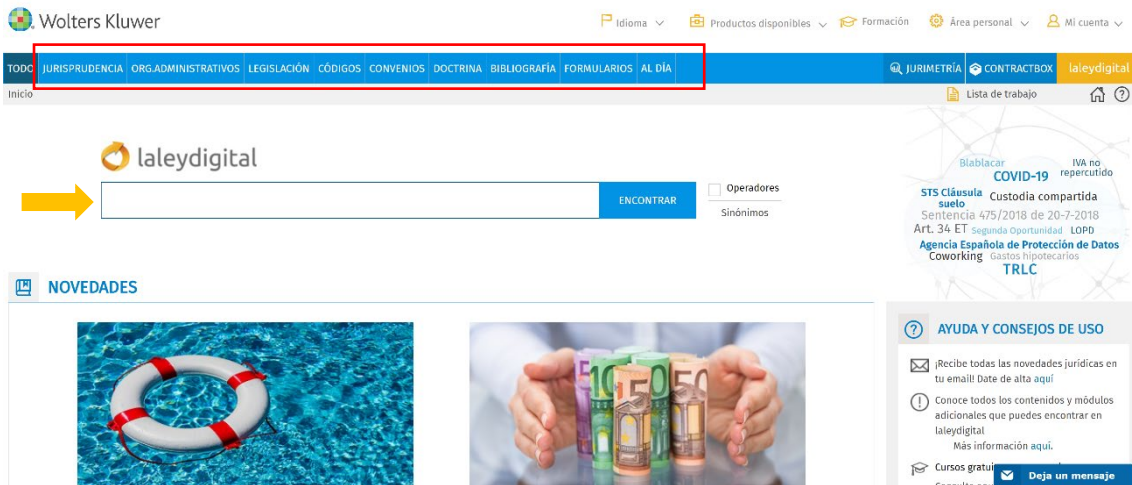 Wolters Kluwer
Idioma
Productos disponibles
Formación
Área personal
Mi cuenta
TODO JURISPRUDENCIA ORG.ADMINISTRATIVOS LEGISLACIÓN CÓDIGOS CONVENIOS DOCTRINA BIBLIOGRAFÍA FORMULARIOS AL DÍA
JURIMETRÍA CONTRACTBOX laleydigital
Inicio
Lista de trabajo
laleydigital
ENCONTRAR
Operadores
Sinónimos
Blablacar
IVA no
repercutido
COVID-19
STS Cláusula
suelo
Custodia compartida
Sentencia 475/2018 de 20-7-2018
Art. 34 ET Segunda Oportunidad LOPD
Agencia Española de Protección de Datos
Coworking Gastos hipotecarios
TRLC
NOVEDADES
AYUDA Y CONSEJOS DE USO
¡Recibe todas las novedades jurídicas en
tu email! Date de alta aquí
Conoce todos los contenidos y módulos
adicionales que puedes encontrar en
laleydigital
Más información aquí.
Cursos
Deja un mensaje